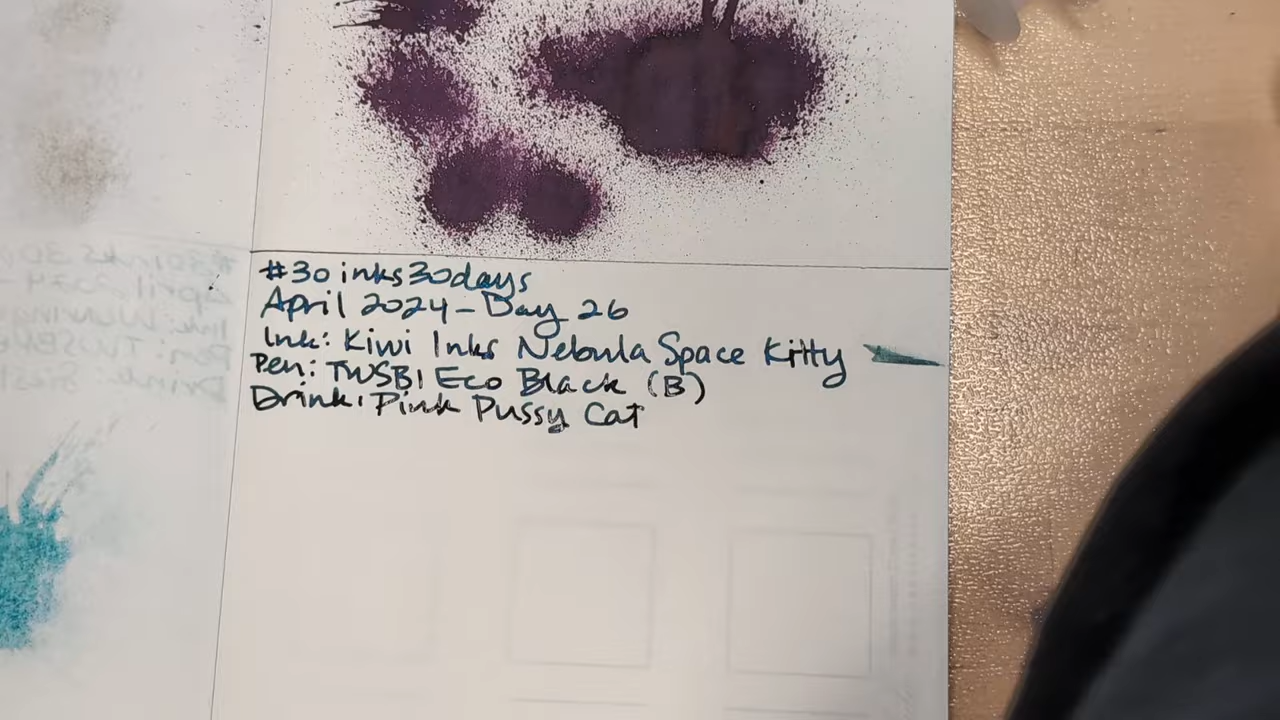 #30inks30days
April 2024 - Day 26
Ink: Kiwi Inks Nebula Space Kitty
Pen: TWSBI Eco Black (B)
Drink: Pink Pussy Cat